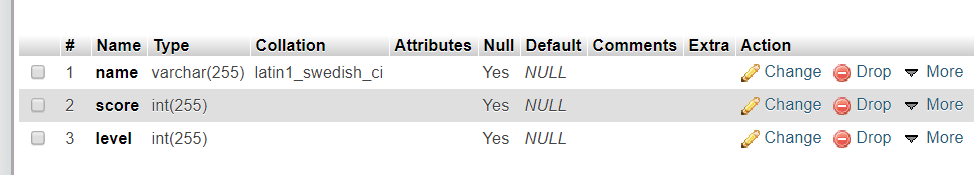 # Name Type Collation Attributes Null Default Comments Extra Action
1 name varchar(255) latin1_swedish_ci Yes NULL Change Drop More
2 score int(255) Yes NULL Change Drop More
3 level int(255) Yes NULL Change Drop More